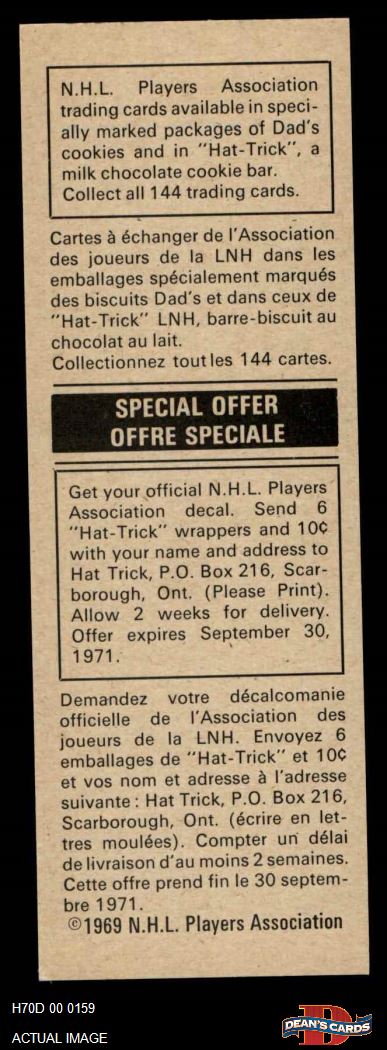 N.H.L. Players Association
trading cards available in speci-
ally marked packages of Dad's
cookies and in "Hat-Trick", a
milk chocolate cookie bar.
Collect all 144 trading cards.
Cartes à échanger de l'Association
des joueurs de la LNH dans les
emballages spécialement marqués
des biscuits Dad's et dans ceux de
"Hat-Trick" LNH, barre-biscuit au
chocolat au lait.
Collectionnez toutles 144 cartes.
SPECIAL OFFER
OFFRE SPECIALE
Get your official N.H.L. Players
Association decal. Send 6
"Hat-Trick" wrappers and 10¢
with your name and address to
Hat Trick, P.O. Box 216, Scar-
borough, Ont. (Please Print).
Allow 2 weeks for delivery.
Offer expires September 30,
1971.
Demandez votre décalcomanie
officielle de l'Association des
joueurs de la LNH. Envoyez 6
emballages de "Hat-Trick" et 10¢
et vos nom et adresse à l'adresse
suivante: Hat Trick, P.O. Box 216,
Scarborough, Ont. (écrire en let-
tres moulées). Compter un délai
de livraison d'au moins 2 semaines.
Cette offre prend fin le 30 septem-
bre 1971.
©1969 N.H.L. Players Association
H70D 00 0159
ACTUAL IMAGE
D
DEAN'S CARDS